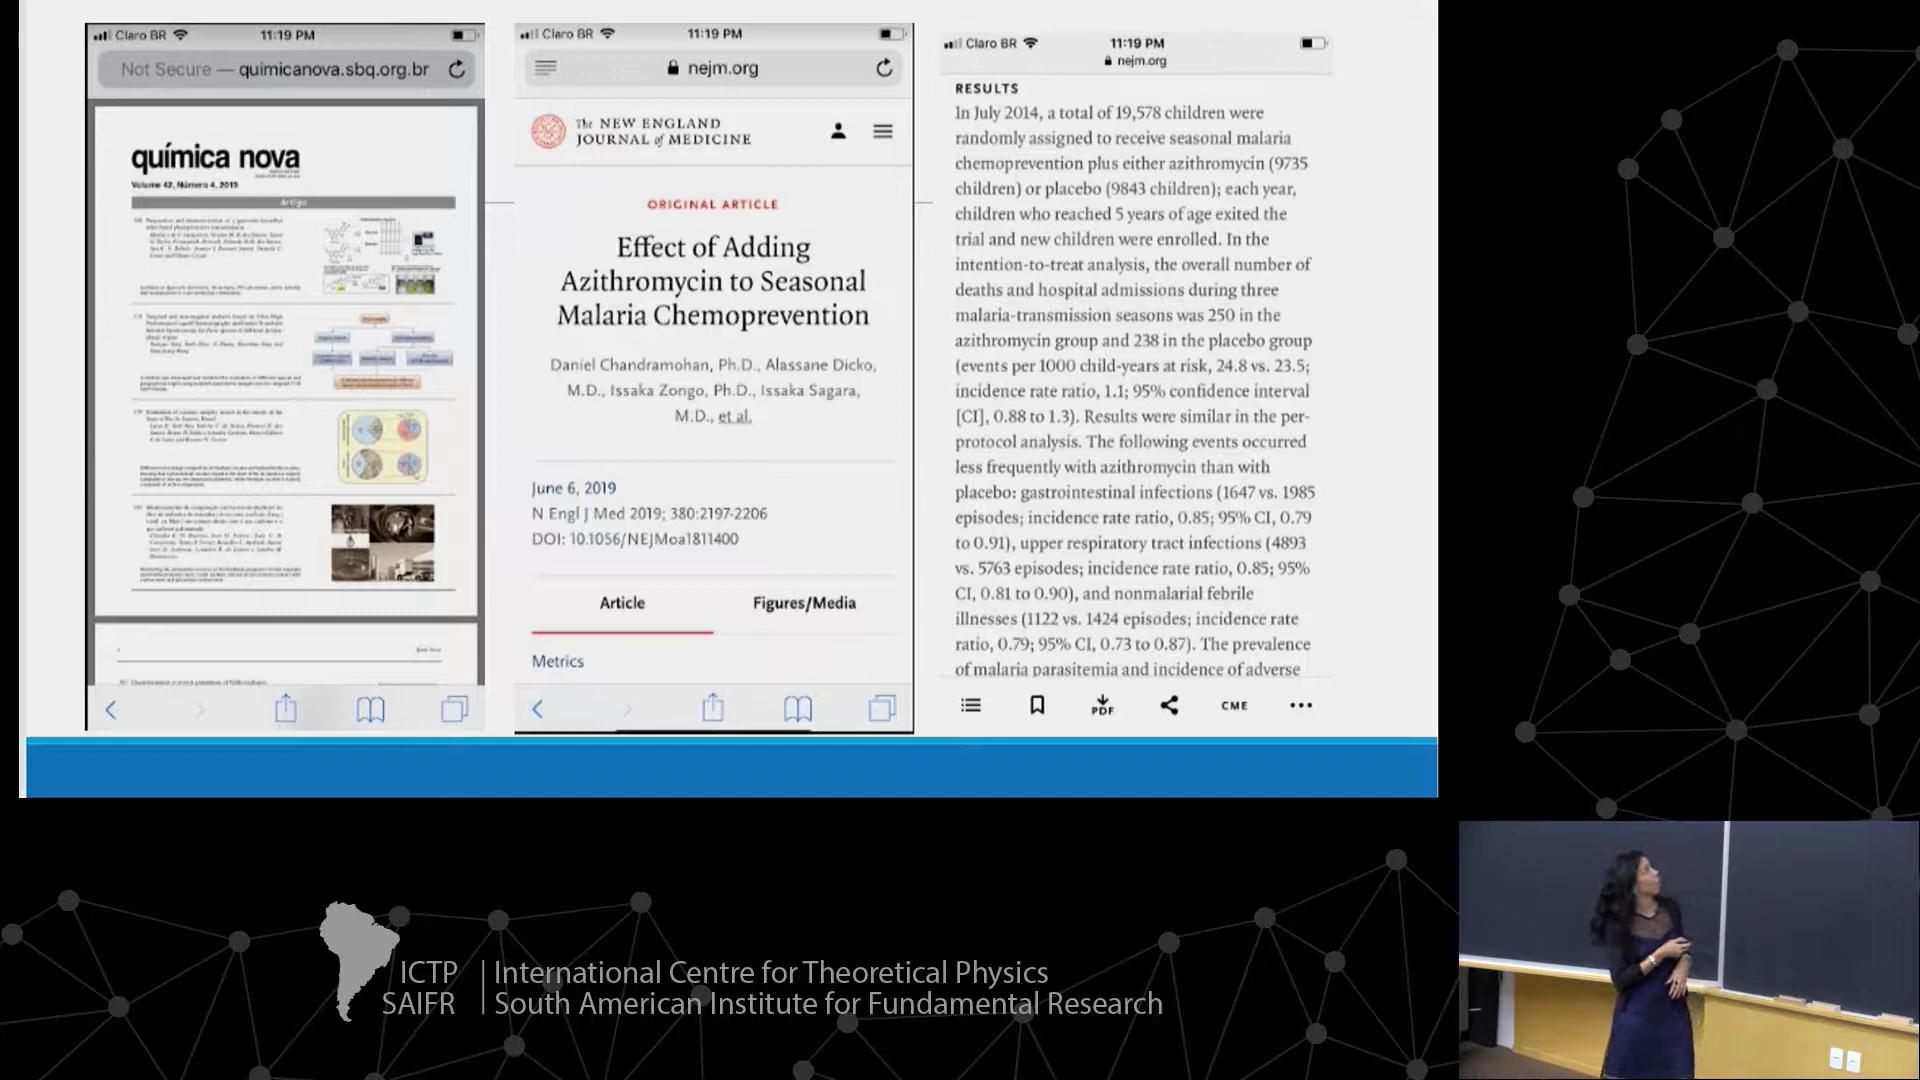 Claro BR
11:19 PM
Not Secure — quimicanova.sbq.org.br
química nova
Volume 42, Número 4, 2019
Artigo
Claro BR
11:19 PM
nejm.org
The NEW ENGLAND
JOURNAL of MEDICINE
ORIGINAL ARTICLE
Effect of Adding
Azithromycin to Seasonal
Malaria Chemoprevention
Daniel Chandramohan, Ph.D., Alassane Dicko,
M.D., Issaka Zongo, Ph.D., Issaka Sagara,
M.D., et al.
June 6, 2019
N Engl J Med 2019; 380:2197-2206
DOI: 10.1056/NEJMoa1811400
Article
Figures/Media
Metrics
Claro BR
11:19 PM
nejm.org
RESULTS
In July 2014, a total of 19,578 children were
randomly assigned to receive seasonal malaria
chemoprevention plus either azithromycin (9735
children) or placebo (9843 children); each year,
children who reached 5 years of age exited the
trial and new children were enrolled. In the
intention-to-treat analysis, the overall number of
deaths and hospital admissions during three
malaria-transmission seasons was 250 in the
azithromycin group and 238 in the placebo group
(events per 1000 child-years at risk, 24.8 vs. 23.5;
incidence rate ratio, 1.1; 95% confidence interval
[CI], 0.88 to 1.3). Results were similar in the per-
protocol analysis. The following events occurred
less frequently with azithromycin than with
placebo: gastrointestinal infections (1647 vs. 1985
episodes; incidence rate ratio, 0.85; 95% CI, 0.79
to 0.91), upper respiratory tract infections (4893
vs. 5763 episodes; incidence rate ratio, 0.85; 95%
CI, 0.81 to 0.90), and nonmalarial febrile
illnesses (1122 vs. 1424 episodes; incidence rate
ratio, 0.79; 95% CI, 0.73 to 0.87). The prevalence
of malaria parasitemia and incidence of adverse
PDF
CME
ICTP
SAIFR
International Centre for Theoretical Physics
South American Institute for Fundamental Research